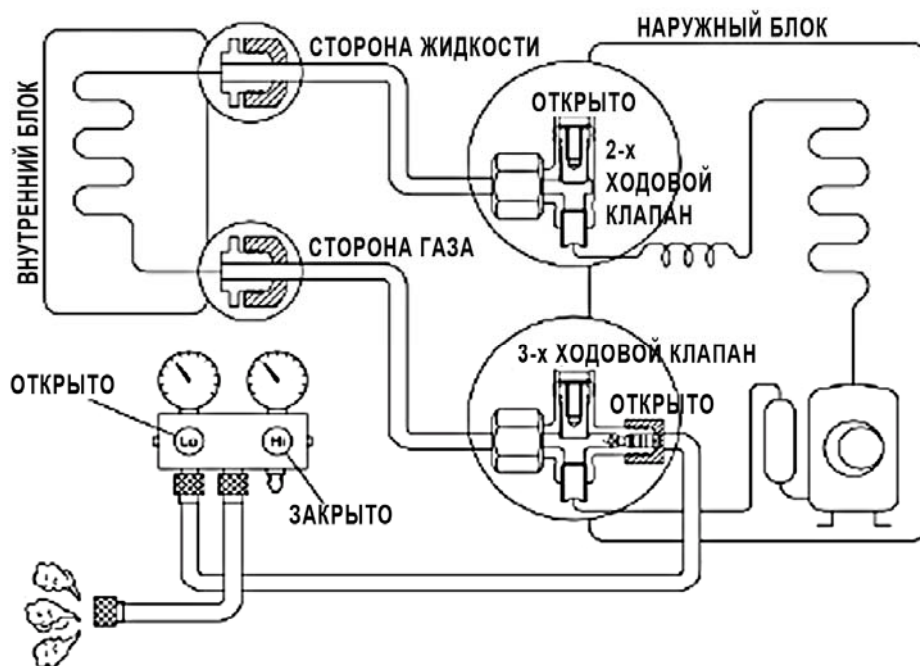 СТОРОНА ЖИДКОСТИ
НАРУЖНЫЙ БЛОК
ВНУТРЕННИЙ БЛОК
ОТКРЫТО
2-х
ХОДОВОЙ
КЛАПАН
СТОРОНА ГАЗА
3-х ХОДОВОЙ КЛАПАН
ОТКРЫТО
ОТКРЫТО
Lo
Hi
ЗАКРЫТО